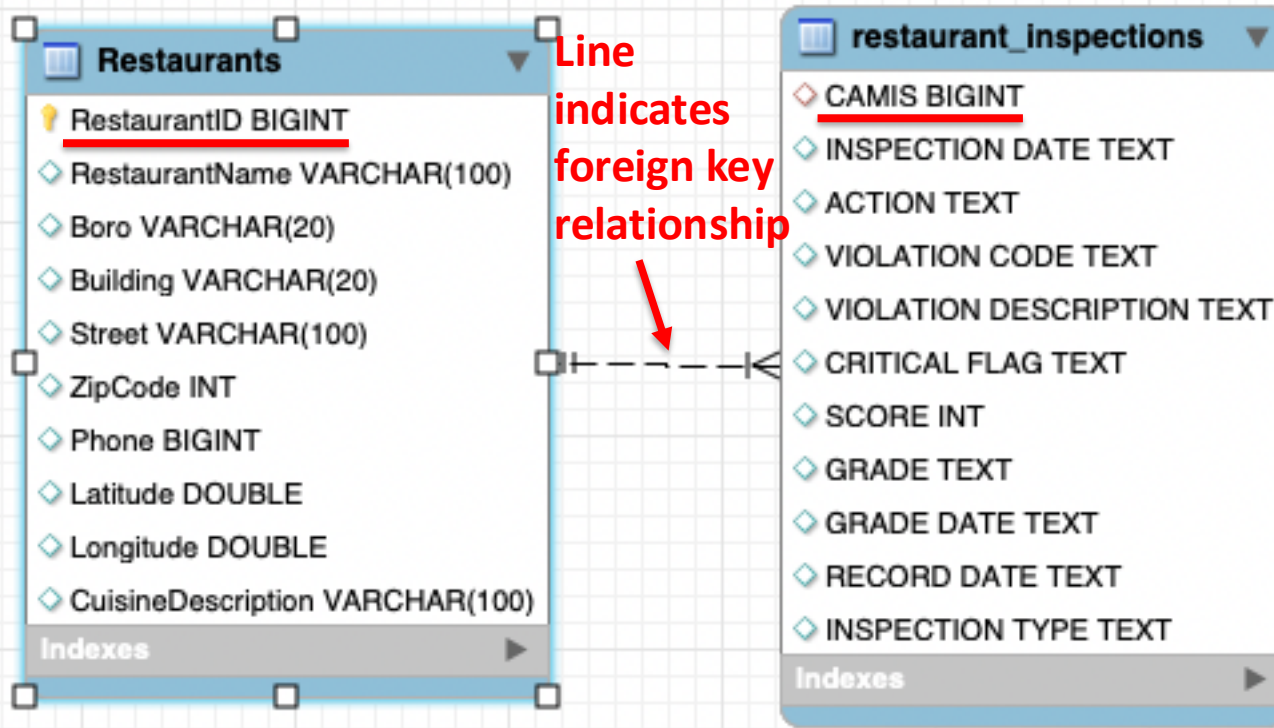 Restaurants
RestaurantID BIGINT
RestaurantName VARCHAR(100)
Boro VARCHAR(20)
Building VARCHAR(20)
Street VARCHAR(100)
ZipCode INT
Phone BIGINT
Latitude DOUBLE
Longitude DOUBLE
CuisineDescription VARCHAR(100)
Indexes
Line
indicates
foreign key
relationship
restaurant_inspections
CAMIS BIGINT
INSPECTION DATE TEXT
ACTION TEXT
VIOLATION CODE TEXT
VIOLATION DESCRIPTION TEXT
CRITICAL FLAG TEXT
SCORE INT
GRADE TEXT
GRADE DATE TEXT
RECORD DATE TEXT
INSPECTION TYPE TEXT
Indexes